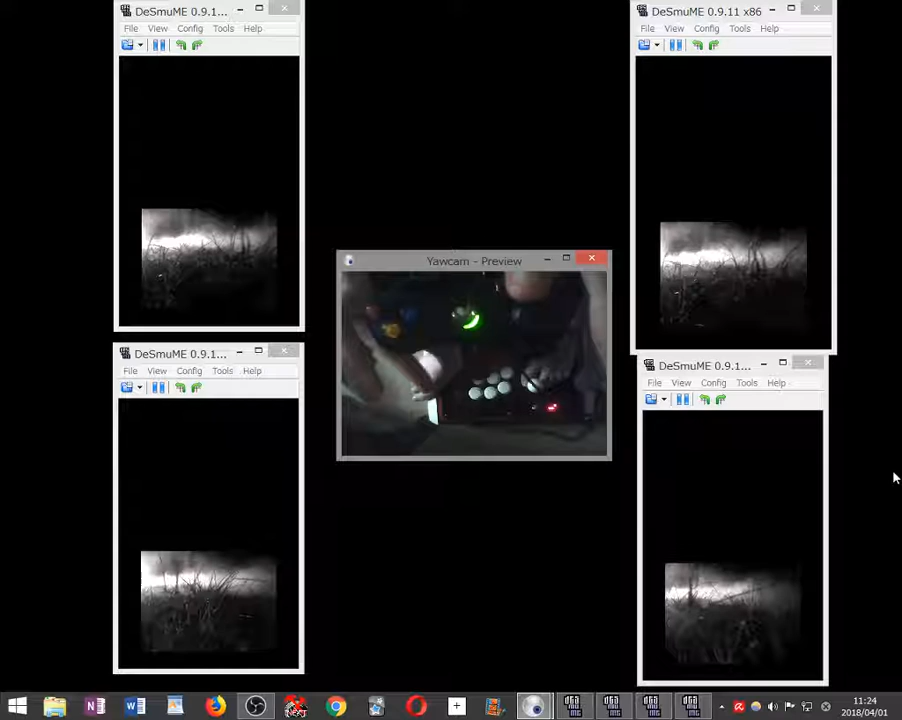 DeSmuME 0.9.1...
File View Config Tools Help
DeSmuME 0.9.11 x86
File View Config Tools Help
Yawcam - Preview
DeSmuME 0.9.1...
File View Config Tools Help
DeSmuME 0.9.1...
File View Config Tools Help
11:24
2018/04/01